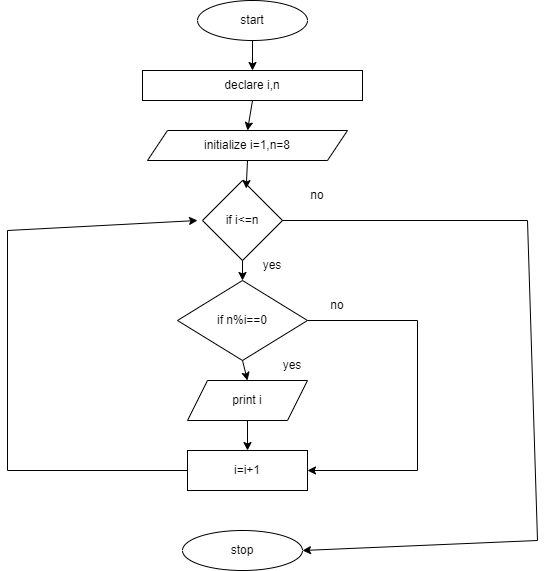 start
declare i,n
initialize i=1,n=8
no
if i<=n
yes
no
if n%i==0
yes
print i
i=i+1
stop